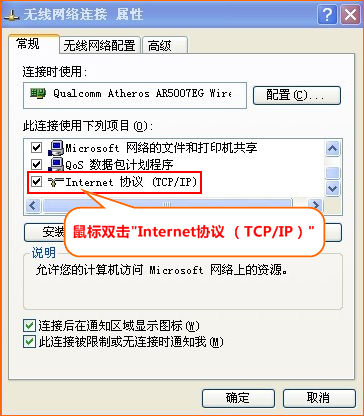 无线网络连接 属性
常规 无线网络配置 高级
连接时使用:
Qualcomm Atheros AR5007EG Wire
配置(C)...
此连接使用下列项目(O):
Microsoft 网络的文件和打印机共享
QoS 数据包计划程序
Internet 协议 (TCP/IP)
鼠标双击"Internet协议 （TCP/IP）"
安装
说明
允许您的计算机访问 Microsoft 网络上的资源。
连接后在通知区域显示图标(W)
此连接被限制或无连接时通知我(M)
确定 取消